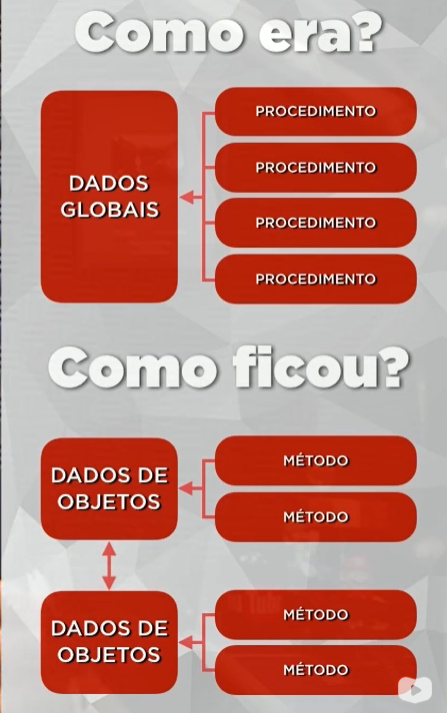 Como era?
DADOS
GLOBAIS
PROCEDIMENTO
PROCEDIMENTO
PROCEDIMENTO
PROCEDIMENTO
Como ficou?
DADOS DE
OBJETOS
MÉTODO
MÉTODO
DADOS DE
OBJETOS
MÉTODO
MÉTODO